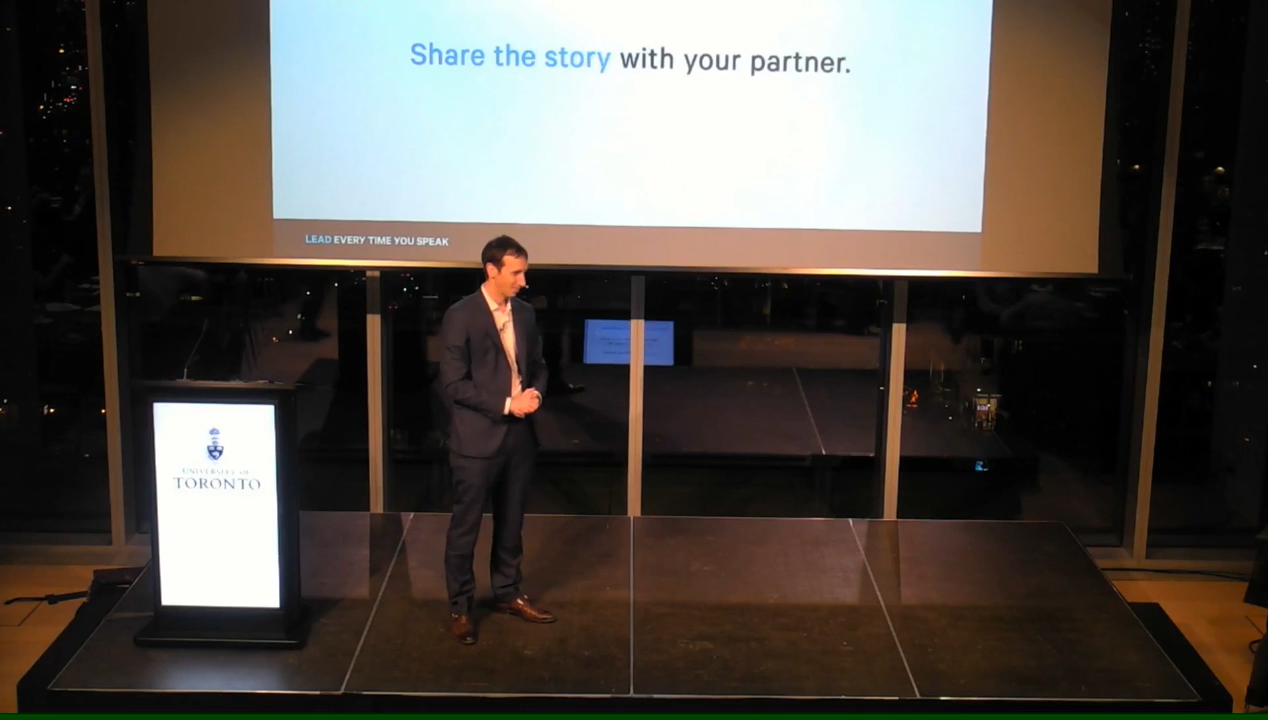 Share the story with your partner.
LEAD EVERY TIME YOU SPEAK
UNIVERSITY OF
TORONTO